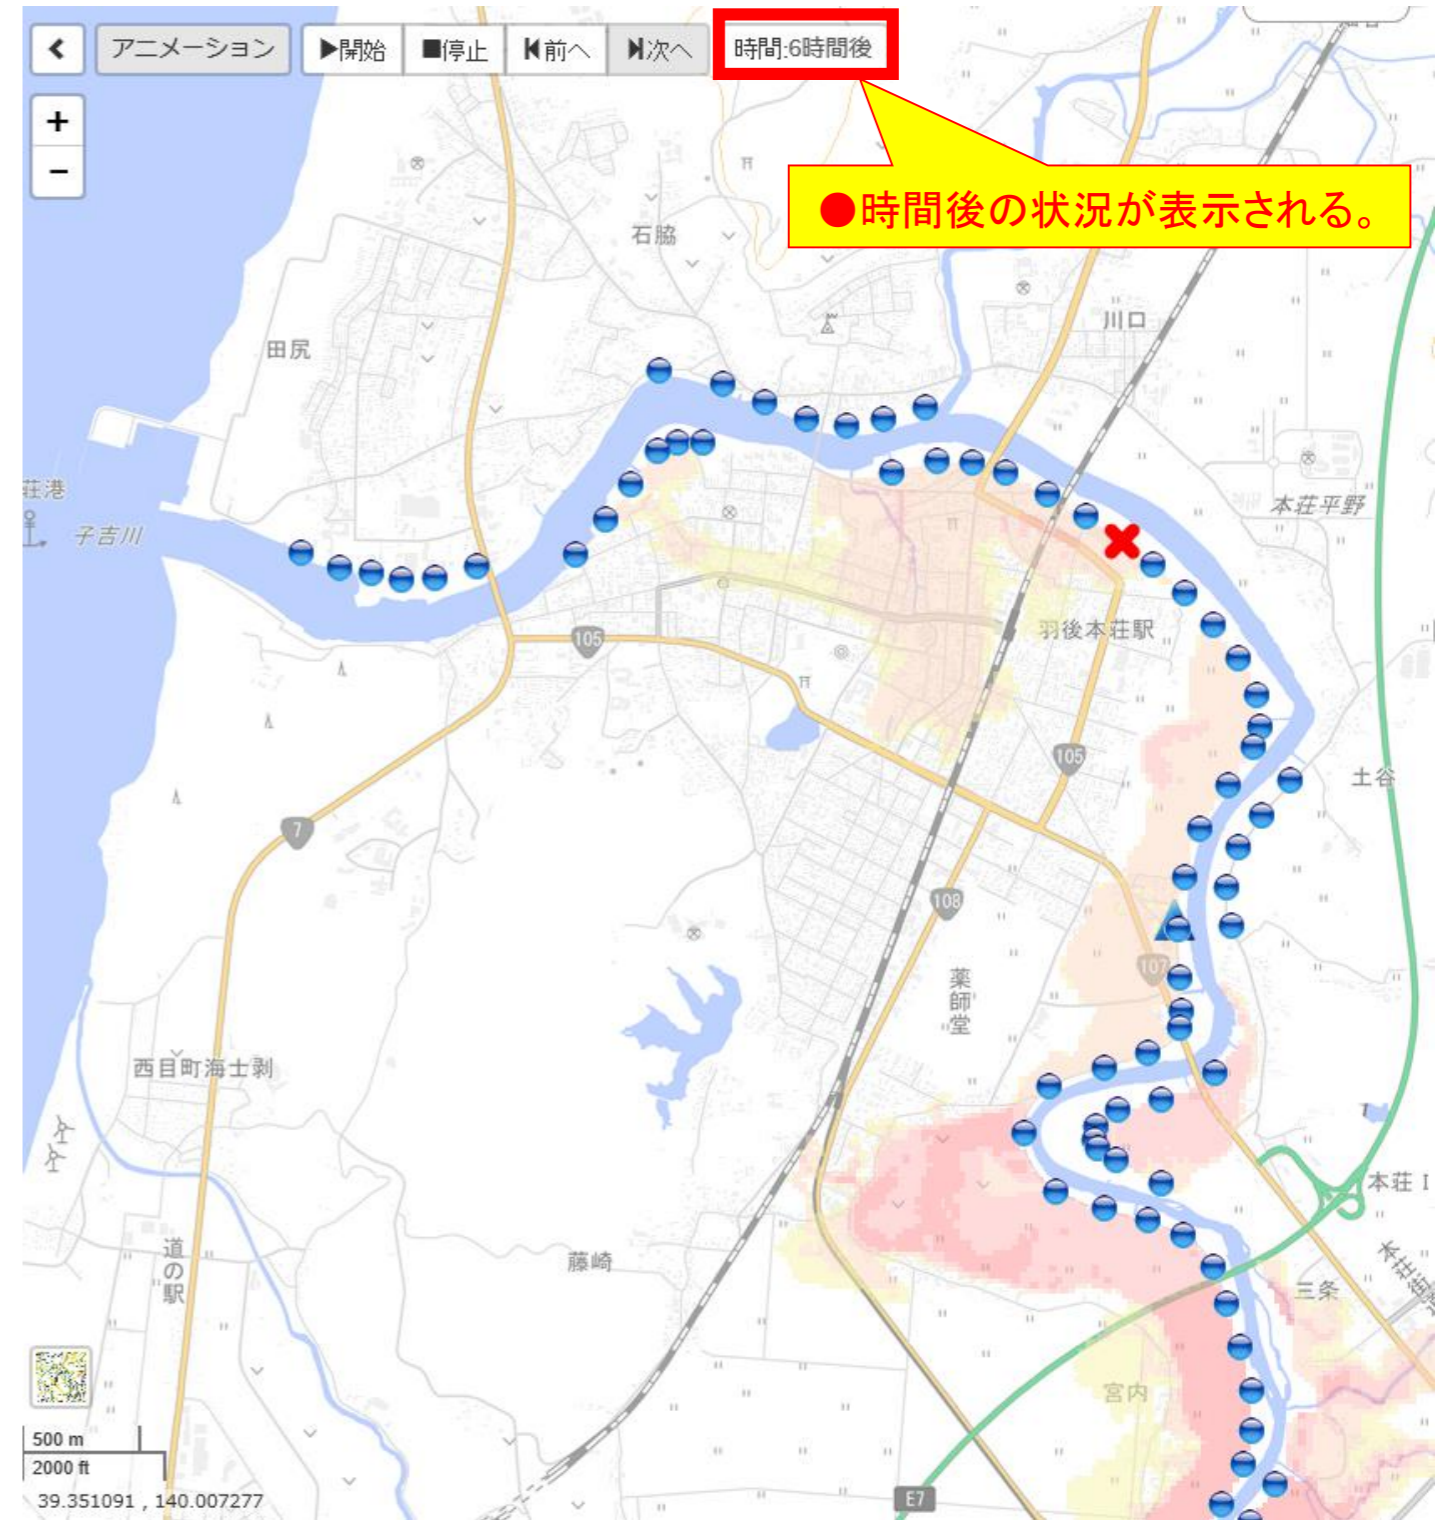 アニメーション
▶開始
■停止
前へ
次へ
時間:6時間後
+
−
●時間後の状況が表示される。
石脇
川口
田尻
荘港
子吉川
本荘平野
羽後本荘駅
105
105
土谷
7
108
107
薬師堂
西目町海士剥
本荘 I
道の駅
藤崎
三条
宮内
500 m
2000 ft
39.351091 , 140.007277
E7